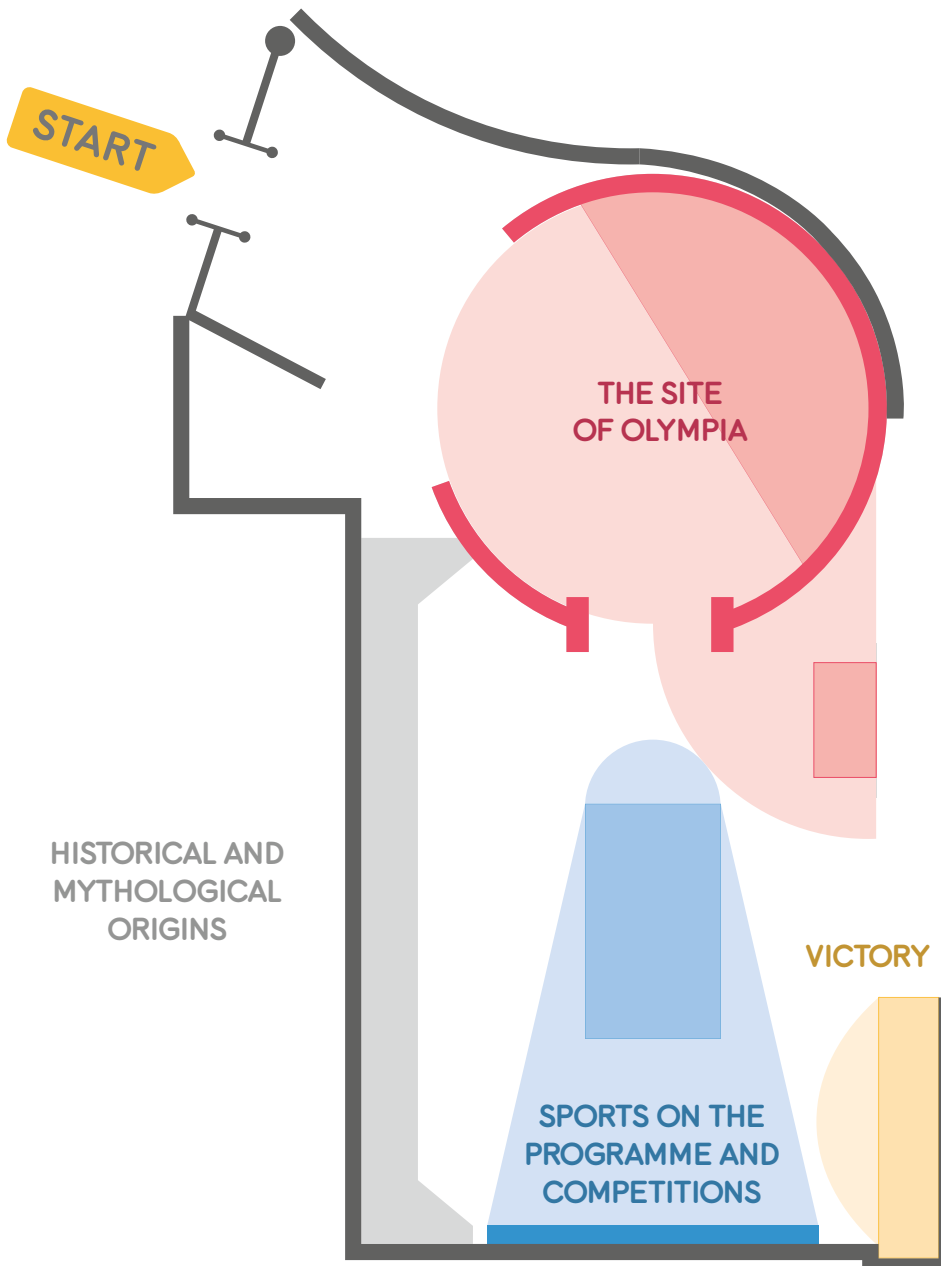 START
THE SITE
OF OLYMPIA
HISTORICAL AND
MYTHOLOGICAL
ORIGINS
VICTORY
SPORTS ON THE
PROGRAMME AND
COMPETITIONS